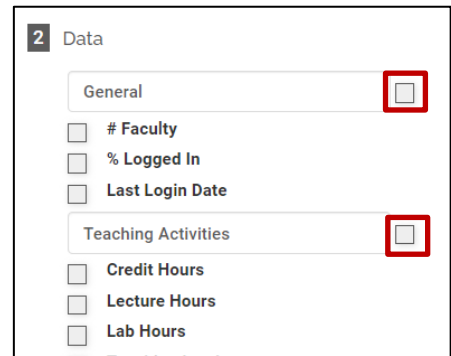 2 Data
General
# Faculty
% Logged In
Last Login Date
Teaching Activities
Credit Hours
Lecture Hours
Lab Hours